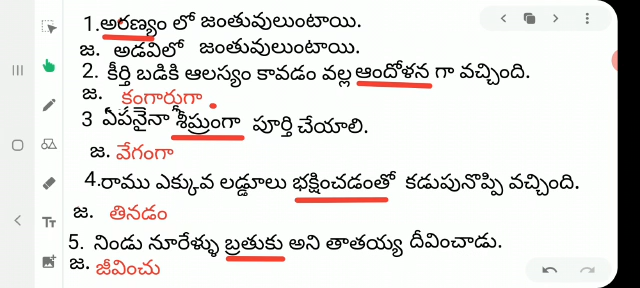 1.అరణ్యం లో జంతువులుంటాయి.
జ. అడవిలో జంతువులుంటాయి.
2. కీర్తి బడికి ఆలస్యం కావడం వల్ల ఆందోళన గా వచ్చింది.
జ. కంగారుగా .
3 ఏపనైనా శీఘ్రంగా పూర్తి చేయాలి.
జ. వేగంగా
4.రాము ఎక్కువ లడ్డూలు భక్షించడంతో కడుపునొప్పి వచ్చింది.
జ. తినడం
5. నిండు నూరేళ్ళు బ్రతుకు అని తాతయ్య దీవించాడు.
జ. జీవించు